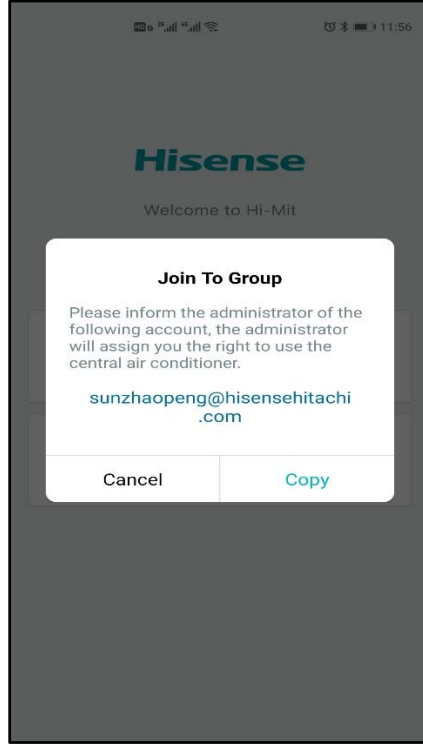 11:56
Hisense
Welcome to Hi-Mit
Join To Group
Please inform the administrator of the
following account, the administrator
will assign you the right to use the
central air conditioner.
sunzhaopeng@hisensehitachi
.com
Cancel
Copy